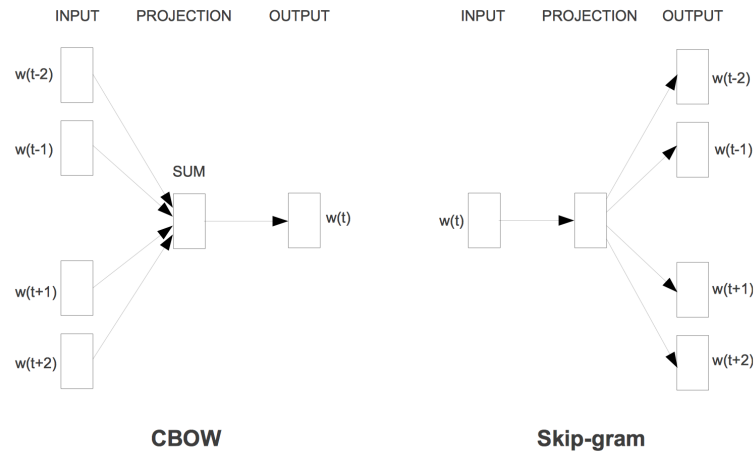 INPUT PROJECTION OUTPUT
w(t-2)
w(t-1)
SUM
w(t)
w(t+1)
w(t+2)
CBOW
INPUT PROJECTION OUTPUT
w(t-2)
w(t-1)
w(t)
w(t+1)
w(t+2)
Skip-gram